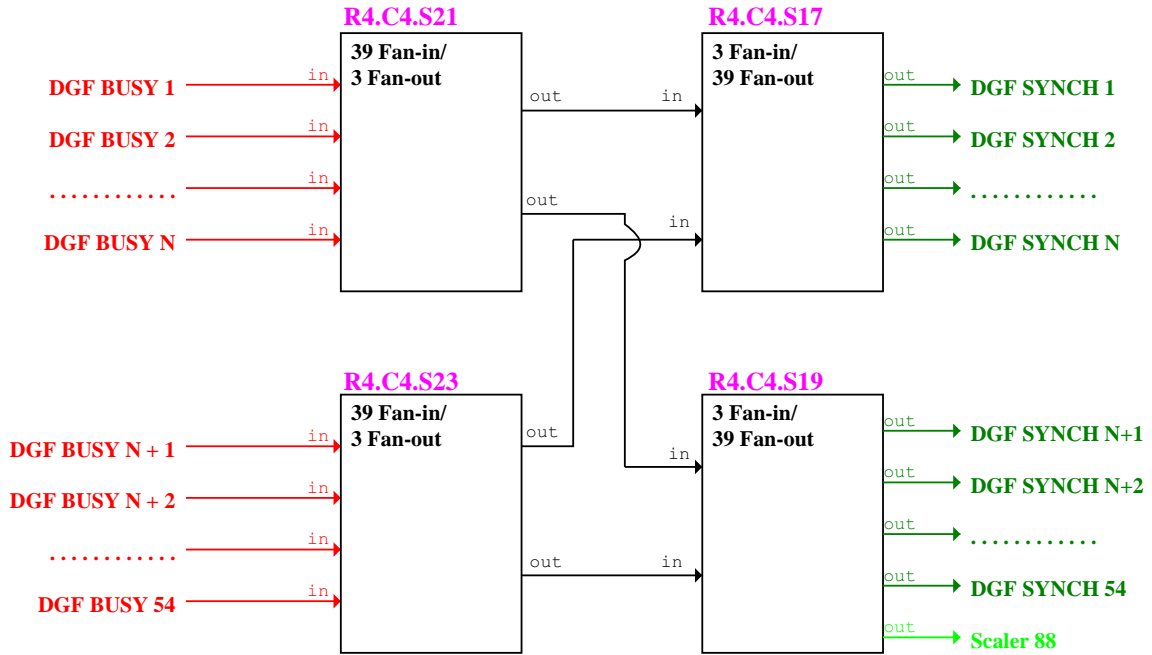 R4.C4.S21
R4.C4.S17
39 Fan-in/
3 Fan-out
3 Fan-in/
39 Fan-out
DGF BUSY 1
in
out
in
out
DGF SYNCH 1
DGF BUSY 2
in
out
DGF SYNCH 2
............
in
out
out
............
DGF BUSY N
in
in
out
DGF SYNCH N
R4.C4.S23
R4.C4.S19
39 Fan-in/
3 Fan-out
3 Fan-in/
39 Fan-out
DGF BUSY N + 1
in
out
in
out
DGF SYNCH N+1
DGF BUSY N + 2
in
out
DGF SYNCH N+2
............
in
out
in
out
............
DGF BUSY 54
in
out
DGF SYNCH 54
out
Scaler 88